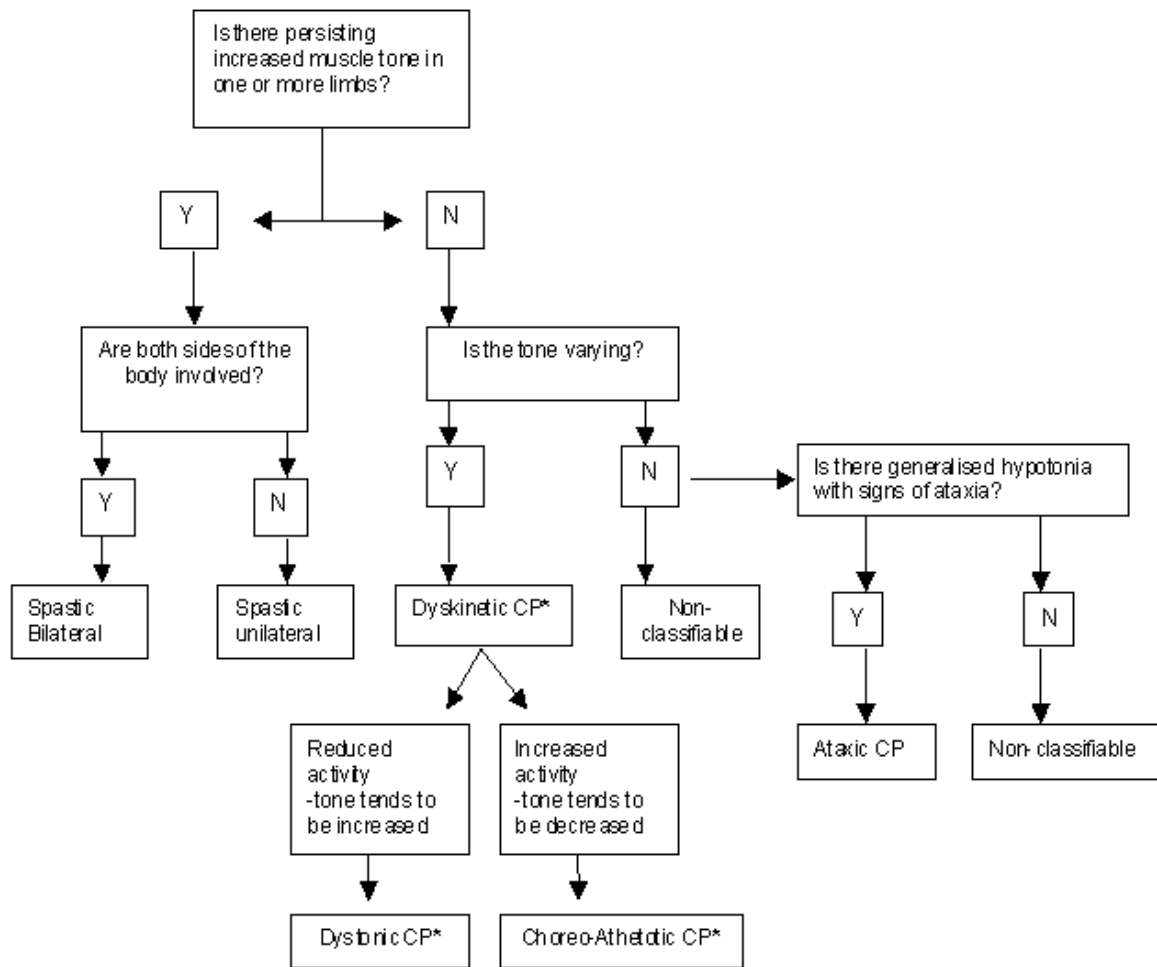 Is there persisting
increased muscle tone in
one or more limbs?
Y
N
Are both sides of the
body involved?
Is the tone varying?
Y
N
Y
N
Is there generalised hypotonia
with signs of ataxia?
Spastic
Bilateral
Spastic
unilateral
Dyskinetic CP*
Non-
classifiable
Y
N
Reduced
activity
-tone tends to
be increased
Increased
activity
-tone tends to
be decreased
Ataxic CP
Non-classifiable
Dystonic CP*
Choreo-Athetotic CP*